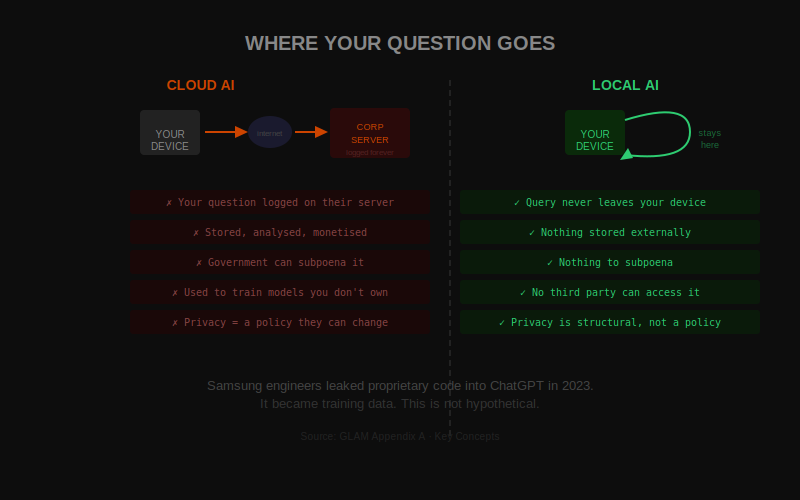 WHERE YOUR QUESTION GOES
CLOUD AI
YOUR
DEVICE
Internet
CORP
SERVER
logged forever
✗ Your question logged on their server
✗ Stored, analysed, monetised
✗ Government can subpoena it
✗ Used to train models you don't own
✗ Privacy = a policy they can change
LOCAL AI
YOUR
DEVICE
stays
here
✓ Query never leaves your device
✓ Nothing stored externally
✓ Nothing to subpoena
✓ No third party can access it
✓ Privacy is structural, not a policy
Samsung engineers leaked proprietary code into ChatGPT in 2023.
It became training data. This is not hypothetical.
Source: GLAM Appendix A · Key Concepts